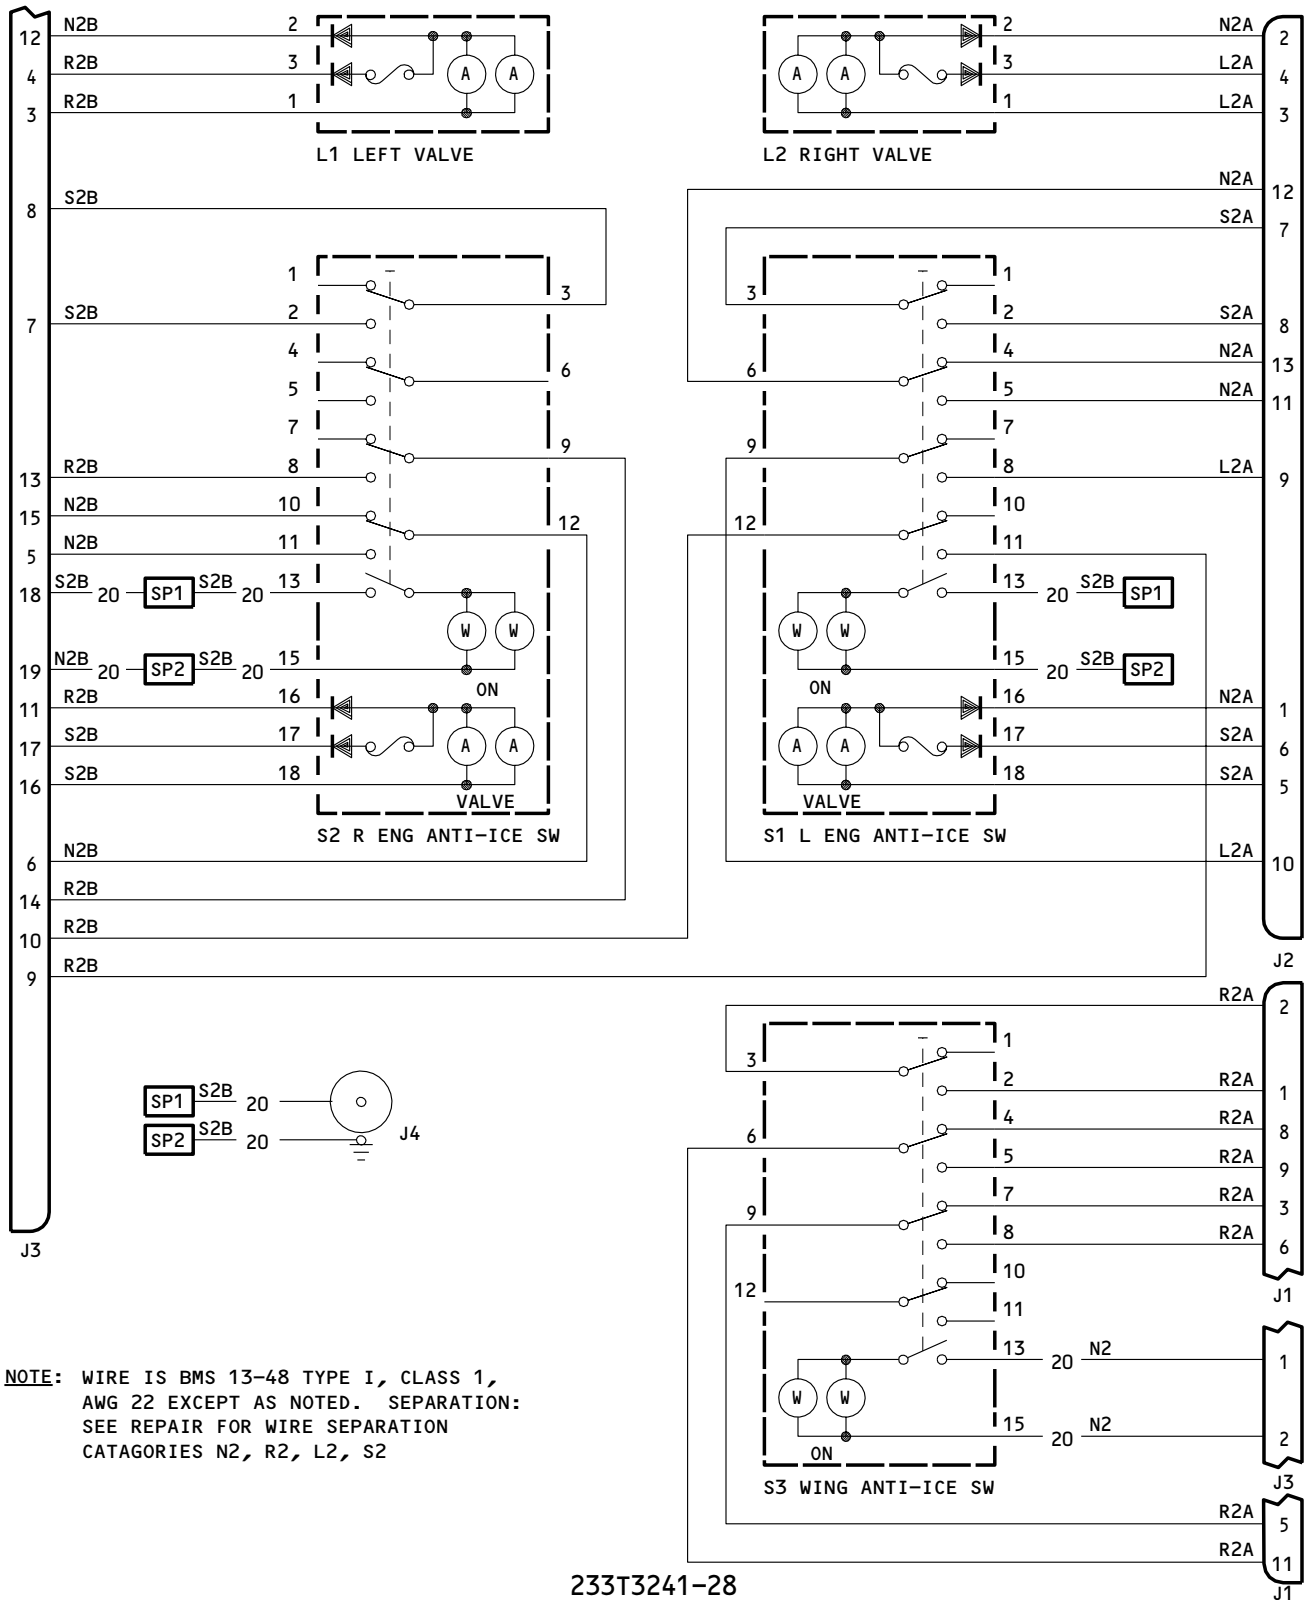 12 N2B 2
4 R2B 3 A A
3 R2B 1
L1 LEFT VALVE
2 N2A 2
A A 3 L2A 4
1 L2A 3
L2 RIGHT VALVE
N2A 12
S2A 7
8 S2B
1 3
7 S2B 2
4 6
5
7 9
13 R2B 8
15 N2B 10 12
5 N2B 11
18 S2B 20 SP1 S2B 20 13
W W
19 N2B 20 SP2 S2B 20 15
ON
11 R2B 16
17 S2B 17 A A
16 S2B 18
VALVE
S2 R ENG ANTI-ICE SW
3 1
2 S2A 8
6 4 N2A 13
5 N2A 11
9 7
8 L2A 9
12 10
11
13 20 S2B SP1
W W
15 20 S2B SP2
ON
16 N2A 1
A A 17 S2A 6
18 S2A 5
VALVE
S1 L ENG ANTI-ICE SW
L2A 10
6 N2B
14 R2B
10 R2B
9 R2B
J2
SP1 S2B 20
SP2 S2B 20 J4
J3
R2A 2
3 1
2 R2A 1
6 4 R2A 8
5 R2A 9
9 7 R2A 3
8 R2A 6
12 10
11
J1
13 20 N2 1
W W
15 20 N2 2
ON
S3 WING ANTI-ICE SW
J3
R2A 5
R2A 11
J1
NOTE: WIRE IS BMS 13-48 TYPE I, CLASS 1,
AWG 22 EXCEPT AS NOTED. SEPARATION:
SEE REPAIR FOR WIRE SEPARATION
CATAGORIES N2, R2, L2, S2
233T3241-28